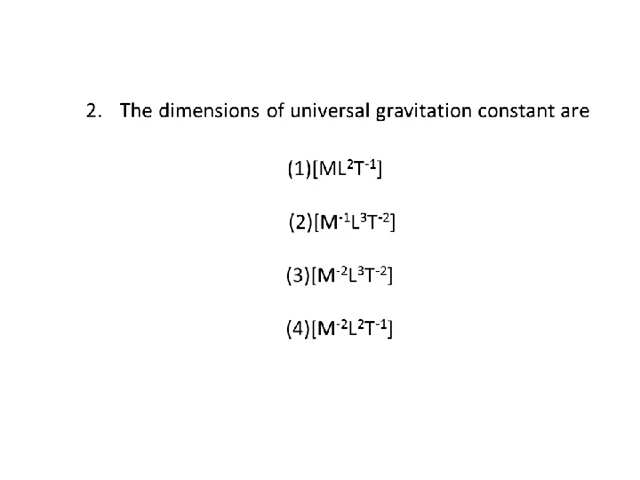 2. The dimensions of universal gravitation constant are
(1)[ML²T⁻¹]
(2)[M⁻¹L³T⁻²]
(3)[M⁻²L³T⁻²]
(4)[M⁻²L²T⁻¹]